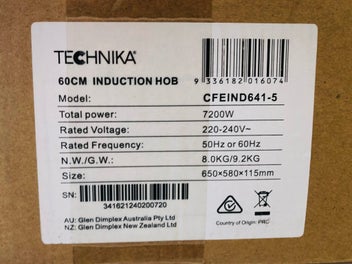 TECHNIKA
60CM INDUCTION HOB
9 336182 016074
Model: CFEIND641-5
Total power: 7200W
Rated Voltage: 220-240V~
Rated Frequency: 50Hz or 60Hz
N.W./G.W.: 8.0KG/9.2KG
Size: 650×580×115mm
SN:
341621240200720
AU: Glen Dimplex Australia Pty Ltd
NZ: Glen Dimplex New Zealand Ltd
Country of Origin: PRC